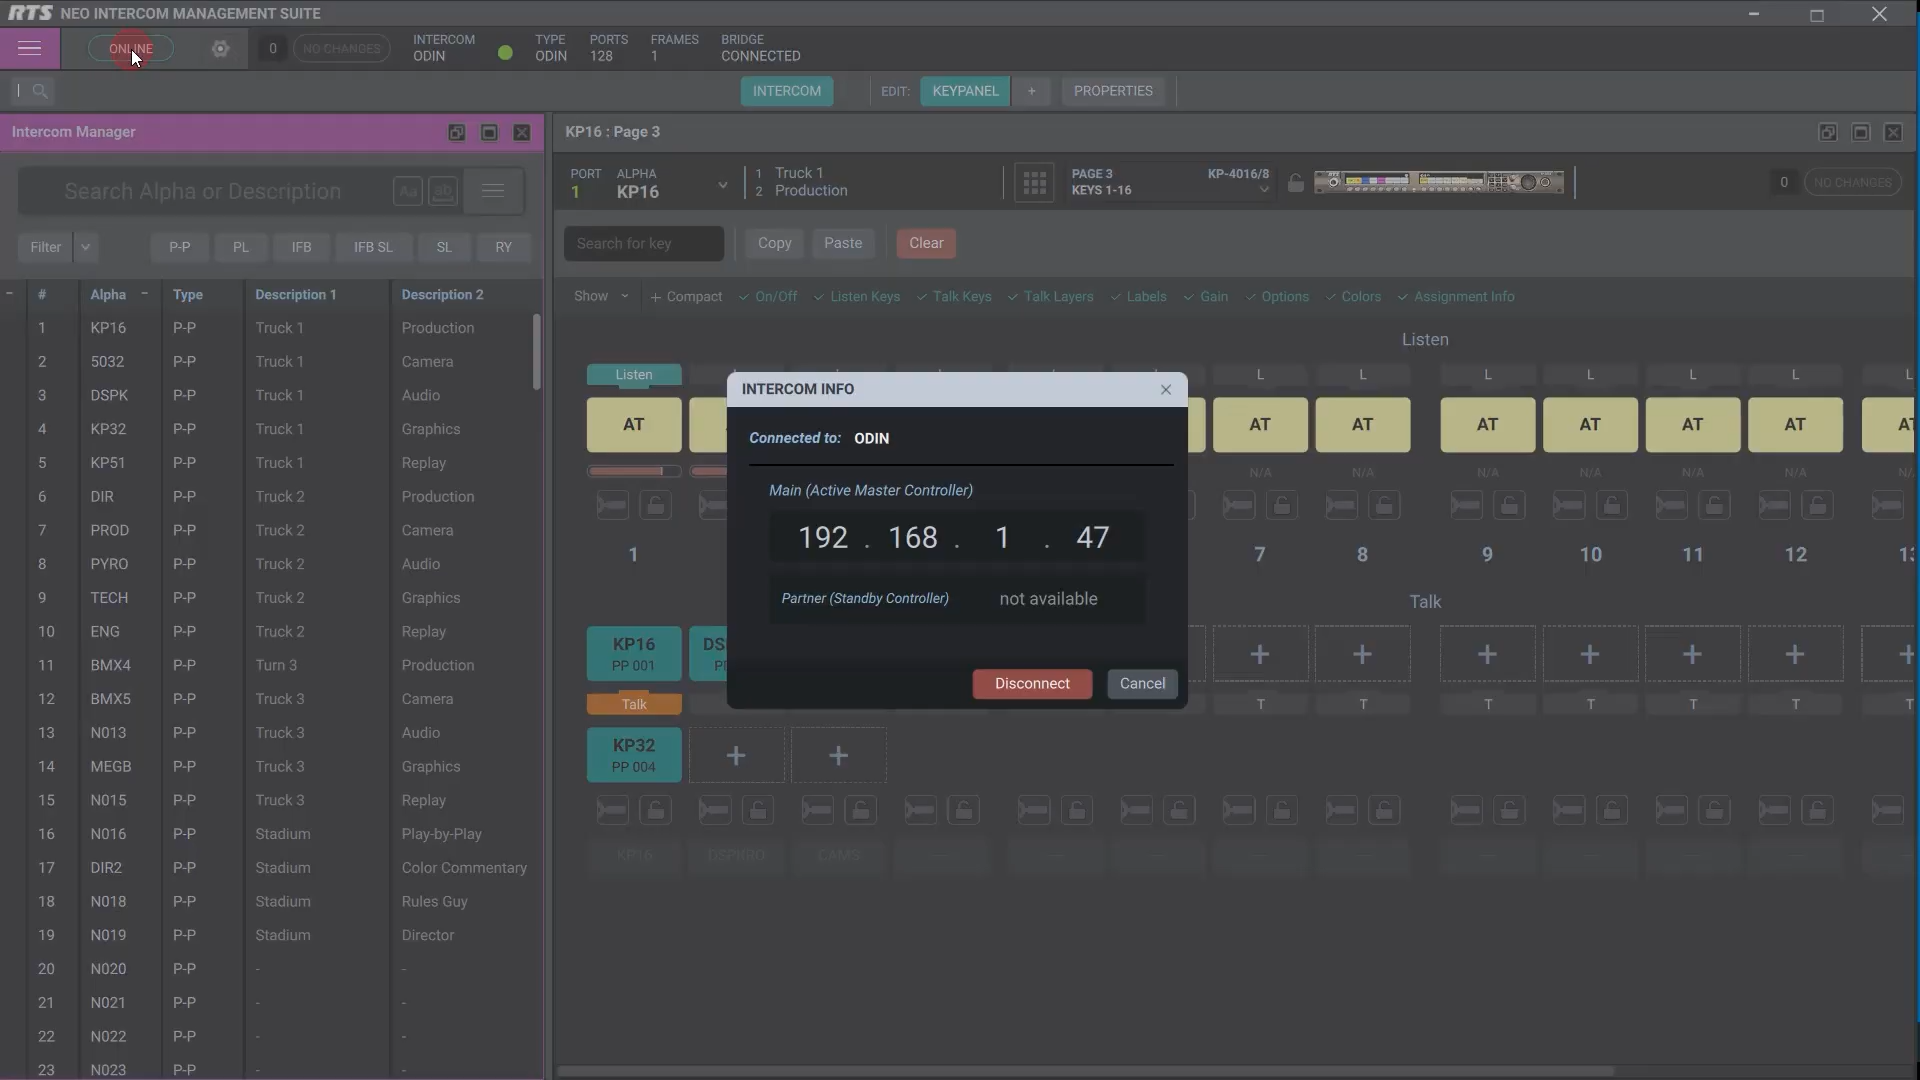 RTS NEO INTERCOM MANAGEMENT SUITE
ONLINE 0 NO CHANGES
INTERCOM TYPE PORTS FRAMES BRIDGE
ODIN ODIN 128 1 CONNECTED
INTERCOM EDIT: KEYPANEL + PROPERTIES
Intercom Manager
KP16 : Page 3
Search Alpha or Description Aa ab
Filter P-P PL IFB IFB SL SL RY
PORT ALPHA 1 Truck 1 PAGE 3 KP-4016/8
1 KP16 2 Production KEYS 1-16
0 NO CHANGES
Search for key Copy Paste Clear
Show + Compact On/Off Listen Keys Talk Keys Talk Layers Labels Gain Options Colors Assignment Info
# Alpha Type Description 1 Description 2
1 KP16 P-P Truck 1 Production
2 5032 P-P Truck 1 Camera
3 DSPK P-P Truck 1 Audio
4 KP32 P-P Truck 1 Graphics
5 KP51 P-P Truck 1 Replay
6 DIR P-P Truck 2 Production
7 PROD P-P Truck 2 Camera
8 PYRO P-P Truck 2 Audio
9 TECH P-P Truck 2 Graphics
10 ENG P-P Truck 2 Replay
11 BMX4 P-P Turn 3 Production
12 BMX5 P-P Truck 3 Camera
13 N013 P-P Truck 3 Audio
14 MEGB P-P Truck 3 Graphics
15 N015 P-P Truck 3 Replay
16 N016 P-P Stadium Play-by-Play
17 DIR2 P-P Stadium Color Commentary
18 N018 P-P Stadium Rules Guy
19 N019 P-P Stadium Director
20 N020 P-P - -
21 N021 P-P - -
22 N022 P-P - -
23 N023 P-P - -
Listen
Listen L L L L L L L
AT AT AT AT AT AT AT AT
N/A N/A N/A N/A N/A N/A
1 7 8 9 10 11 12 13
Talk
KP16
PP 001
Talk T T T T T T T
KP32
PP 004
KP16 DSPKRO CAMS
INTERCOM INFO
Connected to: ODIN
Main (Active Master Controller)
192 . 168 . 1 . 47
Partner (Standby Controller) not available
Disconnect Cancel